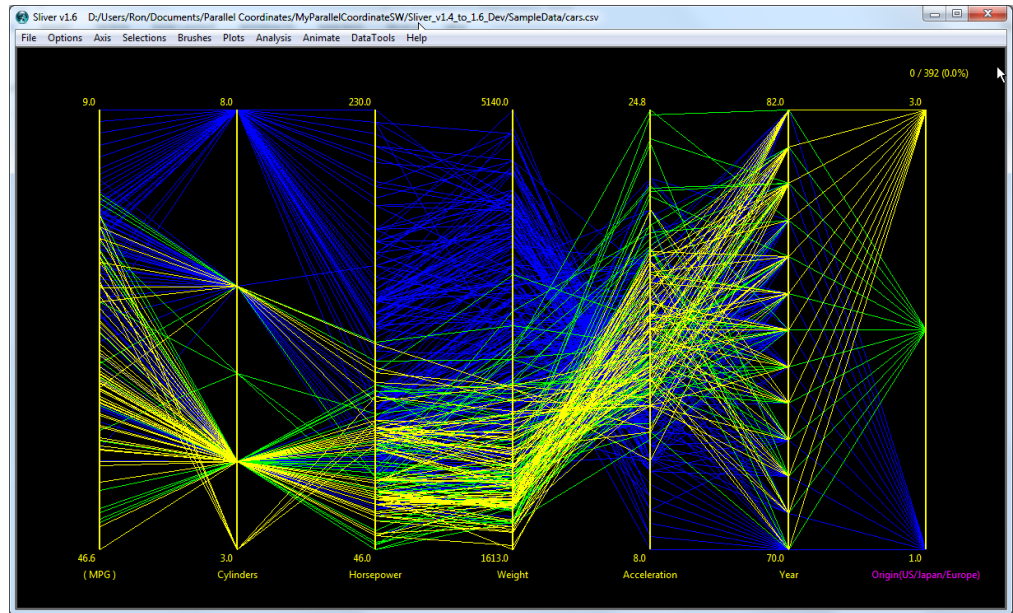 Sliver v1.6 D:/Users/Ron/Documents/Parallel Coordinates/MyParallelCoordinateSW/Sliver_v1.4_to_1.6_Dev/SampleData/cars.csv
File Options Axis Selections Brushes Plots Analysis Animate DataTools Help
0 / 392 (0.0%)
9.0 8.0 230.0 5140.0 24.8 82.0 3.0
46.6 3.0 46.0 1613.0 8.0 70.0 1.0
( MPG ) Cylinders Horsepower Weight Acceleration Year Origin(US/Japan/Europe)